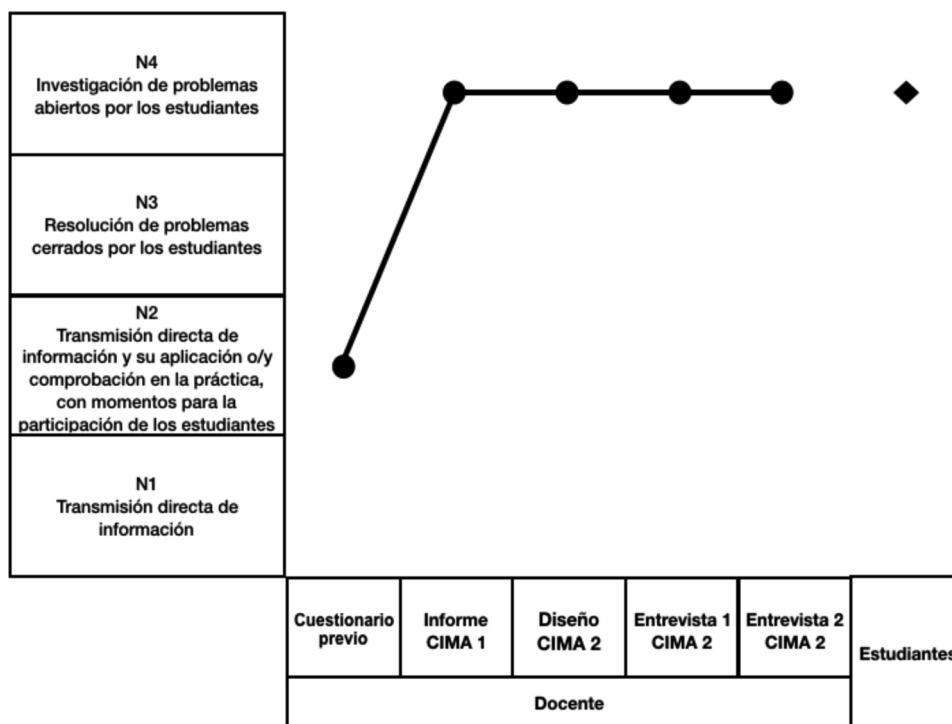 N4
Investigación de problemas
abiertos por los estudiantes
N3
Resolución de problemas
cerrados por los estudiantes
N2
Transmisión directa de
información y su aplicación o/y
comprobación en la práctica,
con momentos para la
participación de los estudiantes
N1
Transmisión directa de
información
Cuestionario
previo
Informe
CIMA 1
Diseño
CIMA 2
Entrevista 1
CIMA 2
Entrevista 2
CIMA 2
Estudiantes
Docente